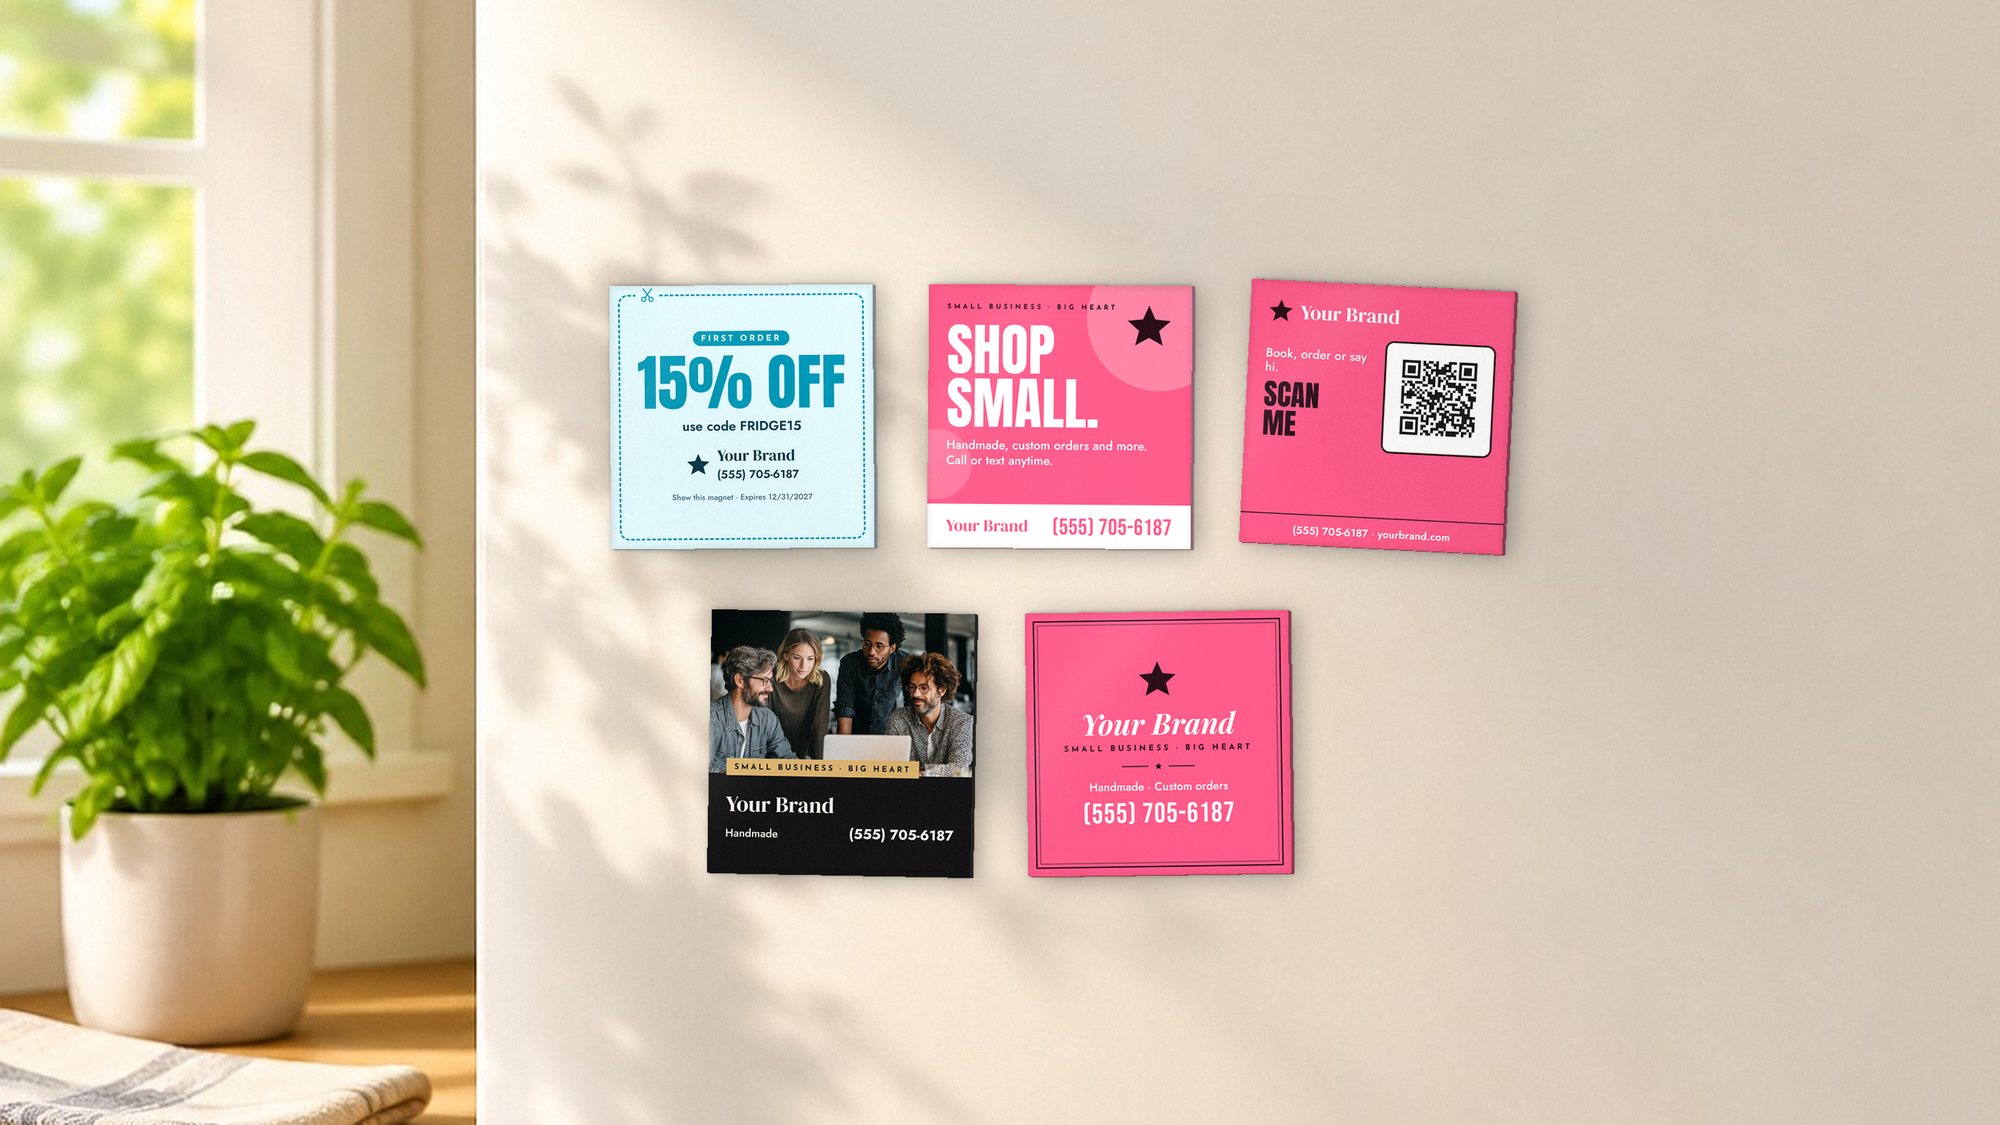 FIRST ORDER
15% OFF
use code FRIDGE15
Your Brand
(555) 705-6187
Show this magnet · Expires 12/31/2027
SMALL BUSINESS · BIG HEART
SHOP
SMALL.
Handmade, custom orders and more.
Call or text anytime.
Your Brand (555) 705-6187
Your Brand
Book, order or say
hi.
SCAN
ME
(555) 705-6187 · yourbrand.com
SMALL BUSINESS · BIG HEART
Your Brand
Handmade (555) 705-6187
Your Brand
SMALL BUSINESS · BIG HEART
Handmade · Custom orders
(555) 705-6187